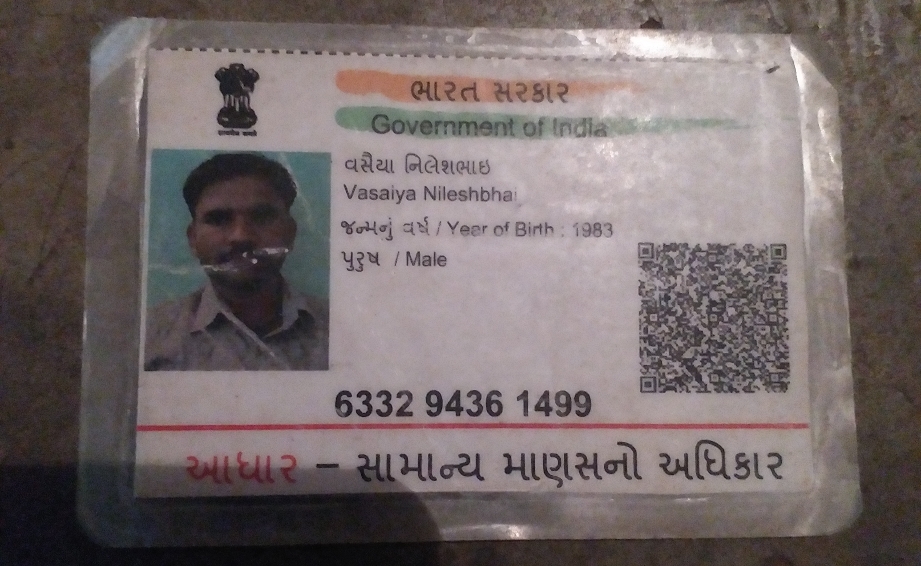 ભારત સરકાર
Government of India
વસૈયા નિલેશભાઇ
Vasaiya Nileshbhai
જન્મનું વર્ષ / Year of Birth : 1983
પુરુષ / Male
6332 9436 1499
આધાર – સામાન્ય માણસનો અધિકાર